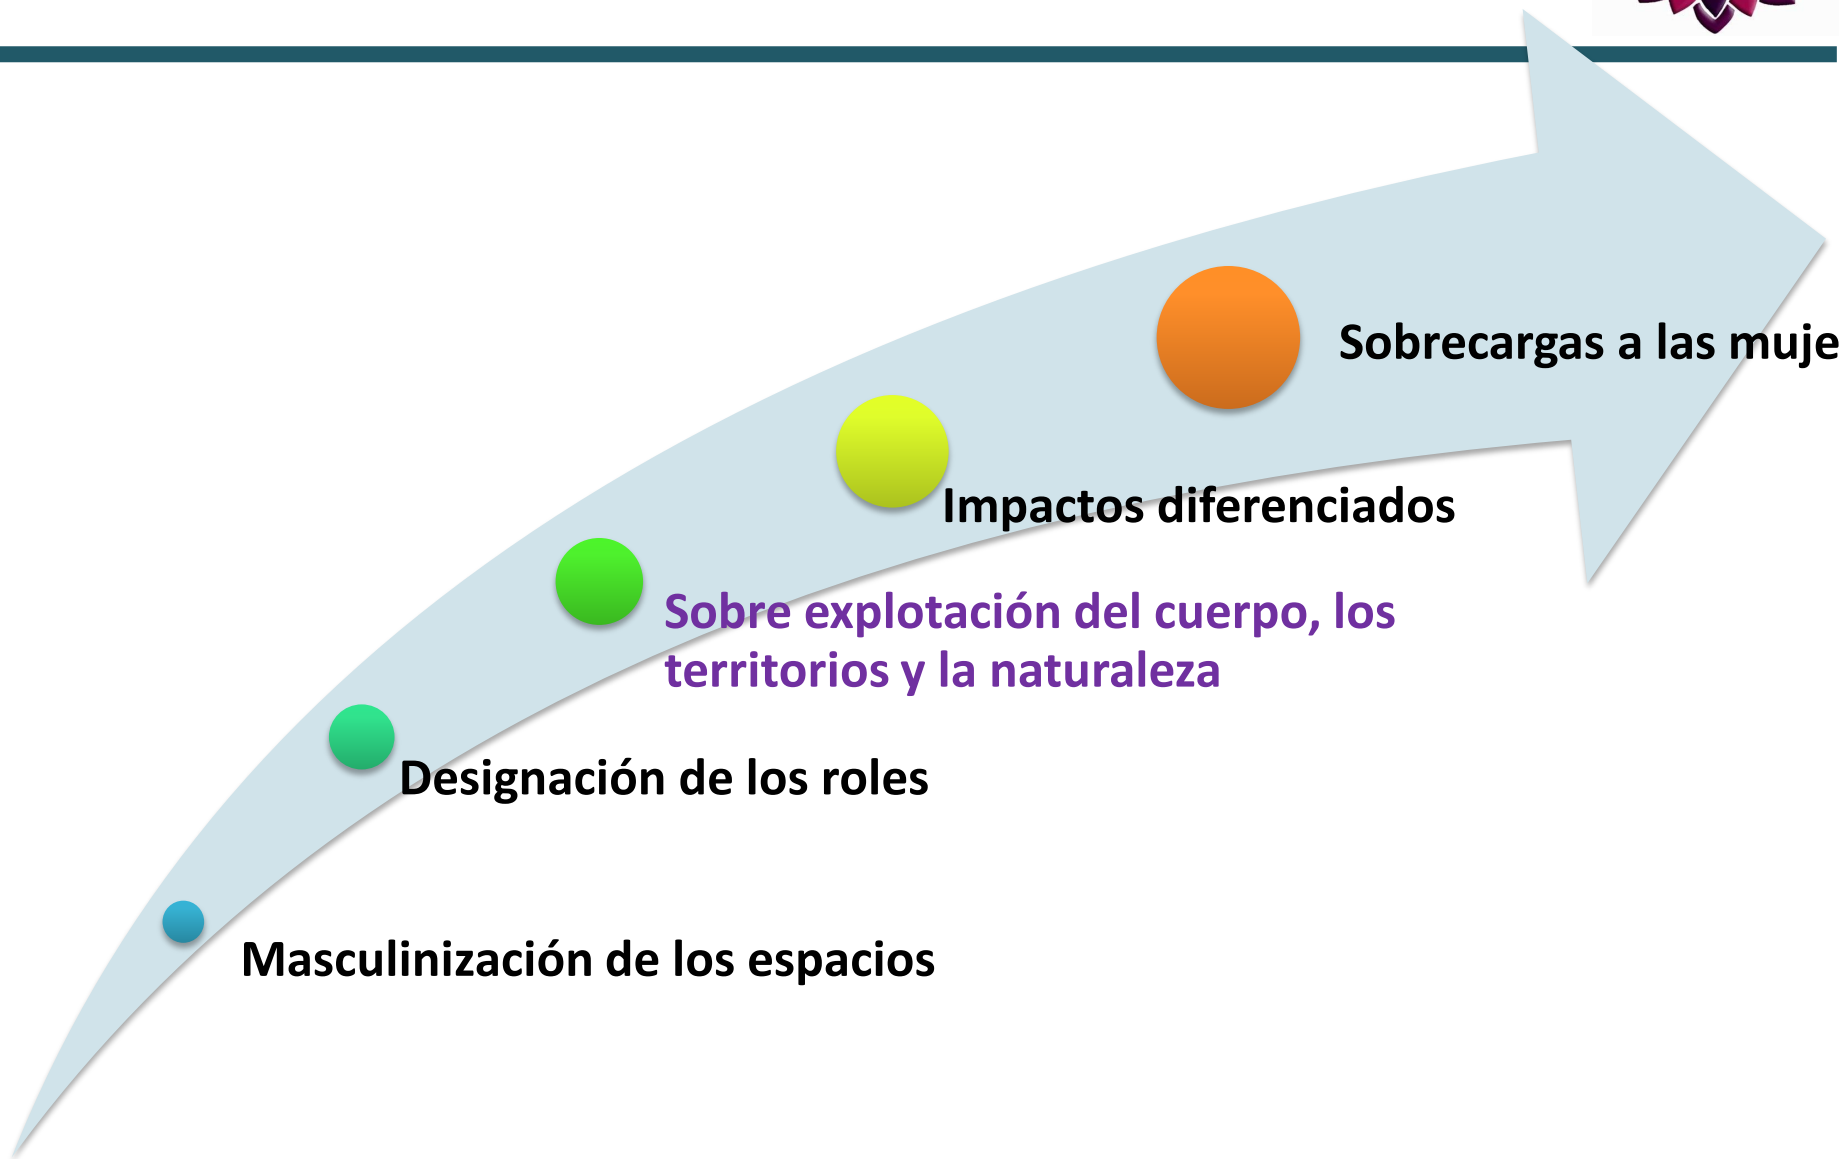 Sobrecargas a las muje
Impactos diferenciados
Sobre explotación del cuerpo, los
territorios y la naturaleza
Designación de los roles
Masculinización de los espacios